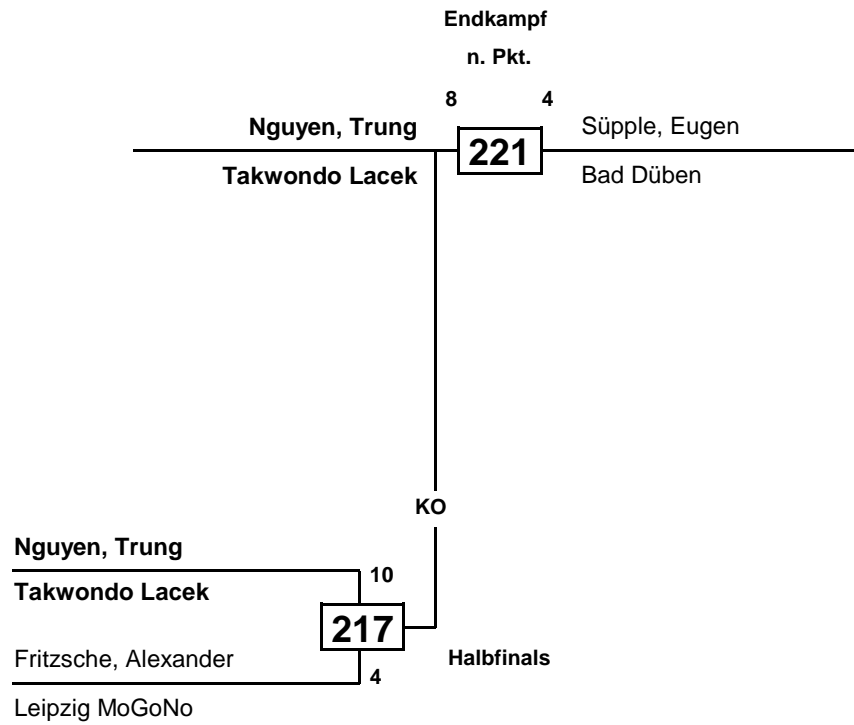 Endkampf
n. Pkt.
8 4
Nguyen, Trung
Takwondo Lacek
221
Süpple, Eugen
Bad Düben
KO
Nguyen, Trung
Takwondo Lacek
10
217
Fritzsche, Alexander
Leipzig MoGoNo
4
Halbfinals